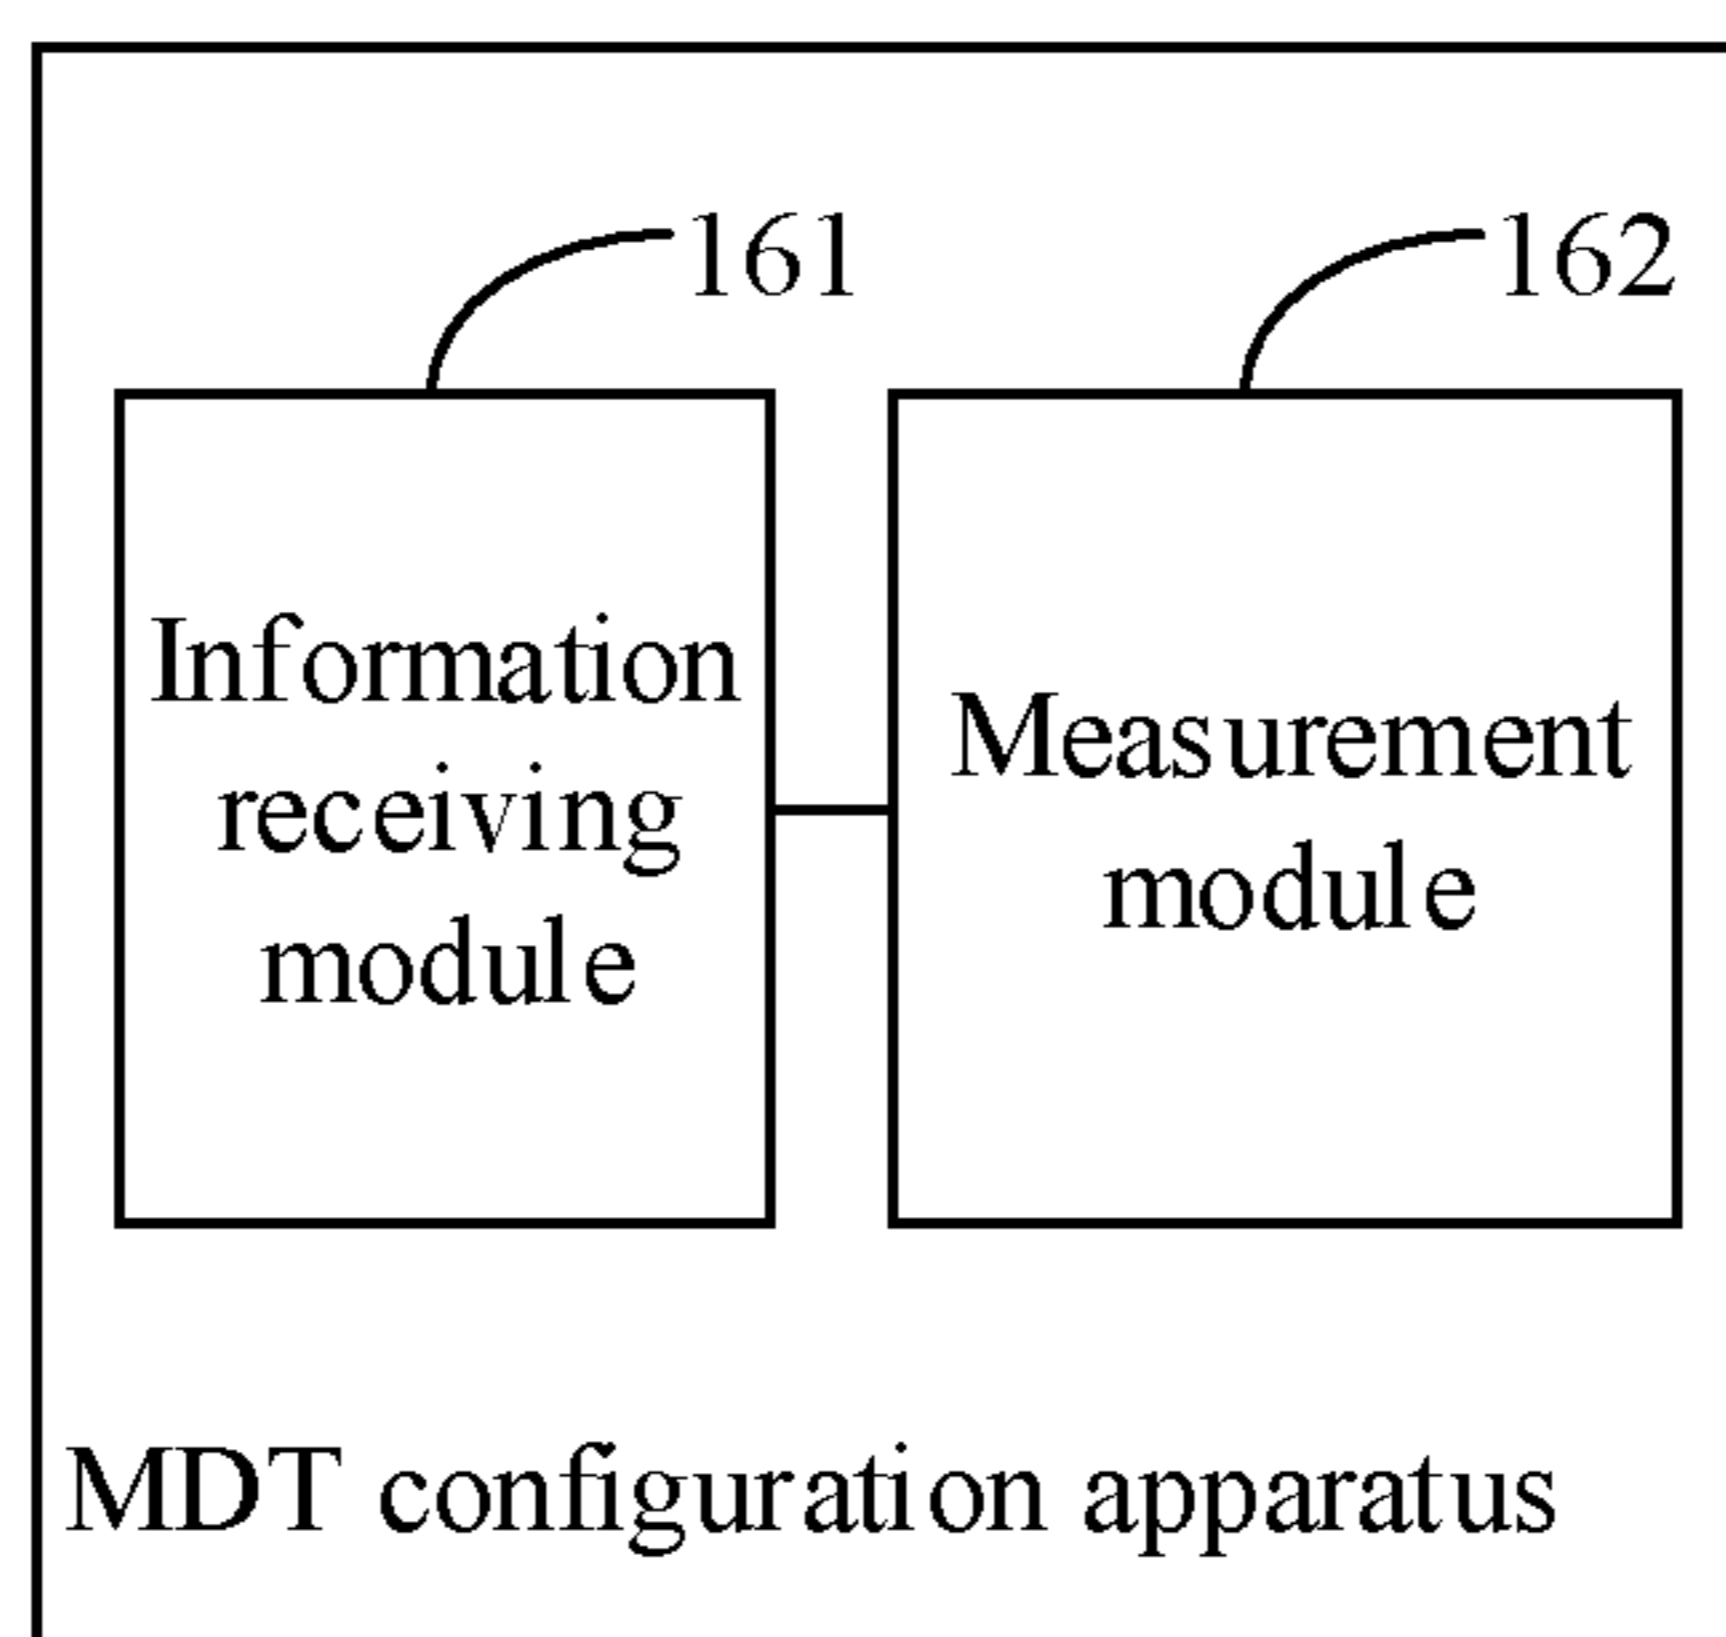 161
162
Information
receiving
module
Measurement
module
MDT configuration apparatus